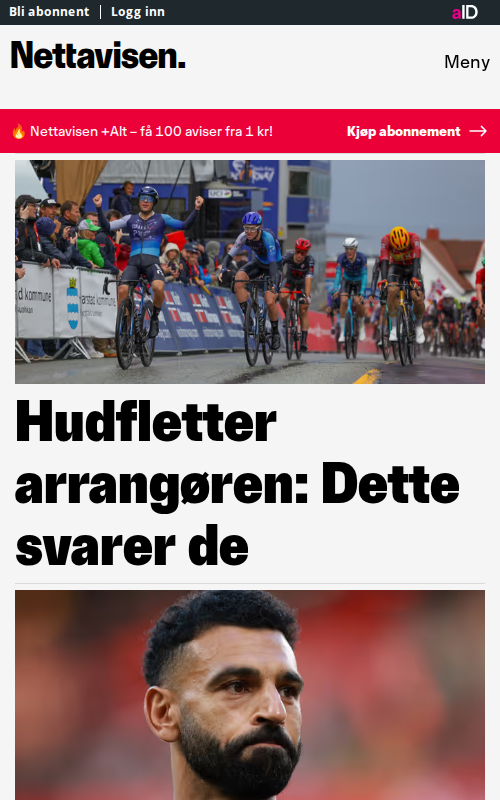 Bli abonnent
Logg inn
aID
Nettavisen.
Meny
🔥 Nettavisen +Alt – få 100 aviser fra 1 kr!
Kjøp abonnement →
Hudfletter
arrangøren: Dette
svarer de